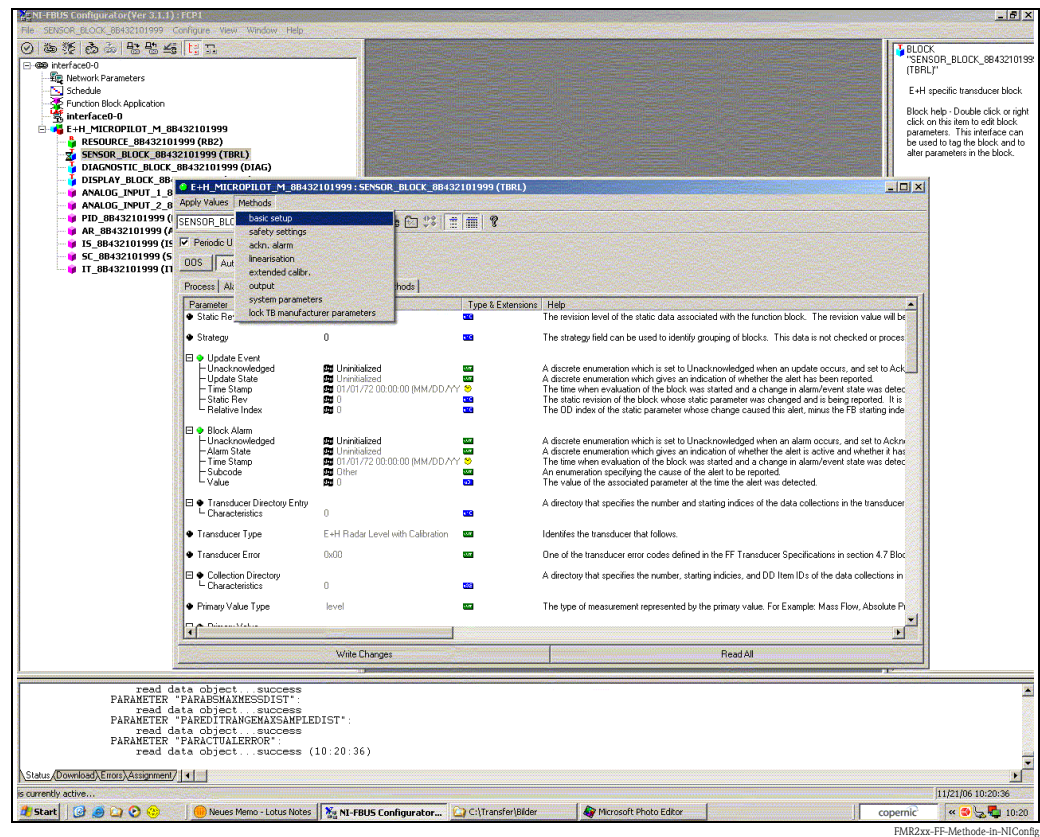 NI-FBUS Configurator(Ver 3.1.1) : FCP1
File SENSOR_BLOCK_8B432101999 Configure View Window Help
interface0-0
Network Parameters
Schedule
Function Block Application
interface0-0
E+H_MICROPILOT_M_8B432101999
RESOURCE_8B432101999 (RB2)
SENSOR_BLOCK_8B432101999 (TBRL)
DIAGNOSTIC_BLOCK_8B432101999 (DIAG)
DISPLAY_BLOCK_8B
ANALOG_INPUT_1_8
ANALOG_INPUT_2_8
PID_8B432101999 (
AR_8B432101999 (A
IS_8B432101999 (IS
SC_8B432101999 (S
IT_8B432101999 (IT
BLOCK
"SENSOR_BLOCK_8B43210199
(TBRL)"
E+H specific transducer block
Block help - Double click or right
click on this item to edit block
parameters. This interface can
be used to tag the block and to
alter parameters in the block.
E+H_MICROPILOT_M_8B432101999 : SENSOR_BLOCK_8B432101999 (TBRL)
Apply Values Methods
SENSOR_BLO
basic setup
safety settings
ackn. alarm
linearisation
extended calibr.
output
system parameters
lock TB manufacturer parameters
Periodic U
OOS Aut
Process Ala hods
Parameter Type & Extensions Help
Static Re The revision level of the static data associated with the function block. The revision value will be
Strategy 0 The strategy field can be used to identify grouping of blocks. This data is not checked or proces
Update Event
Unacknowledged Uninitialized A discrete enumeration which is set to Unacknowledged when an update occurs, and set to Ack
Update State Uninitialized A discrete enumeration which gives an indication of whether the alert has been reported.
Time Stamp 01/01/72 00:00:00 (MM/DD/YY The time when evaluation of the block was started and a change in alarm/event state was detec
Static Rev 0 The static revision of the block whose static parameter was changed and is being reported. It is
Relative Index 0 The OD index of the static parameter whose change caused this alert, minus the FB starting inde
Block Alarm
Unacknowledged Uninitialized A discrete enumeration which is set to Unacknowledged when an alarm occurs, and set to Ackn
Alarm State Uninitialized A discrete enumeration which gives an indication of whether the alert is active and whether it has
Time Stamp 01/01/72 00:00:00 (MM/DD/YY The time when evaluation of the block was started and a change in alarm/event state was detec
Subcode Other An enumeration specifying the cause of the alert to be reported.
Value 0 The value of the associated parameter at the time the alert was detected.
Transducer Directory Entry A directory that specifies the number and starting indices of the data collections in the transducer
Characteristics 0
Transducer Type E+H Radar Level with Calibration Identifes the transducer that follows.
Transducer Error 0x00 One of the transducer error codes defined in the FF Transducer Specifications in section 4.7 Bloc
Collection Directory A directory that specifies the number, starting indicies, and DD Item IDs of the data collections in
Characteristics 0
Primary Value Type level The type of measurement represented by the primary value. For Example: Mass Flow, Absolute P
Primary Value
Write Changes Read All
read data object...success
PARAMETER "PARABSMAXMESSDIST":
read data object...success
PARAMETER "PAREDITRANGEMAXSAMPLEDIST":
read data object...success
PARAMETER "PARACTUALERROR":
read data object...success (10:20:36)
Status Download Errors Assignment
is currently active... 11/21/06 10:20:36
Start Neues Memo - Lotus Notes NI-FBUS Configurator... C:\Transfer\Bilder Microsoft Photo Editor copernic 10:20
FMR2xx-FF-Methode-in-NIConfig